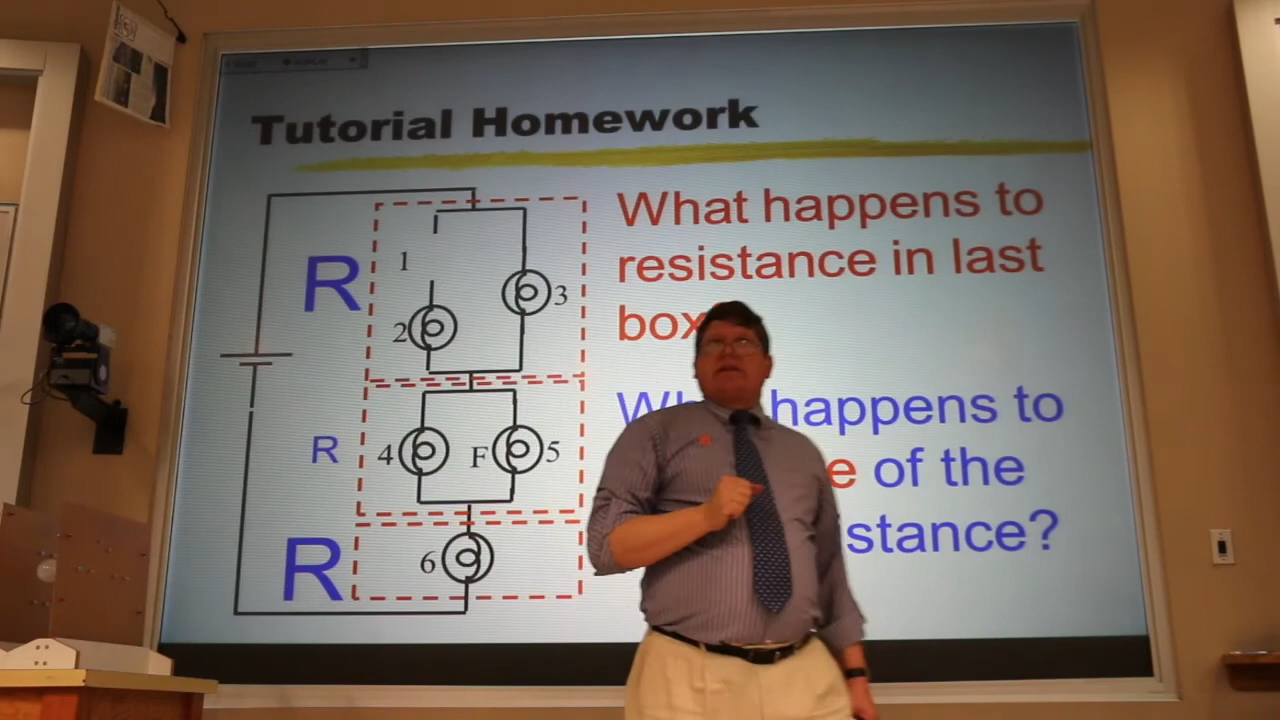 Tutorial Homework
What happens to
resistance in last
box
happens to
of the
R
1
2
3
R
4
F
5
R
6